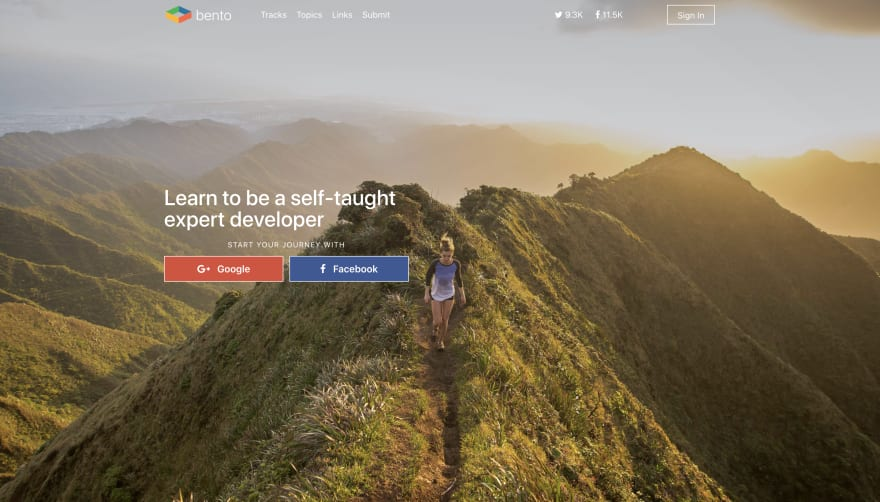 bento Tracks Topics Links Submit 9.3K 11.5K Sign In
Learn to be a self-taught
expert developer
START YOUR JOURNEY WITH
G+ Google f Facebook